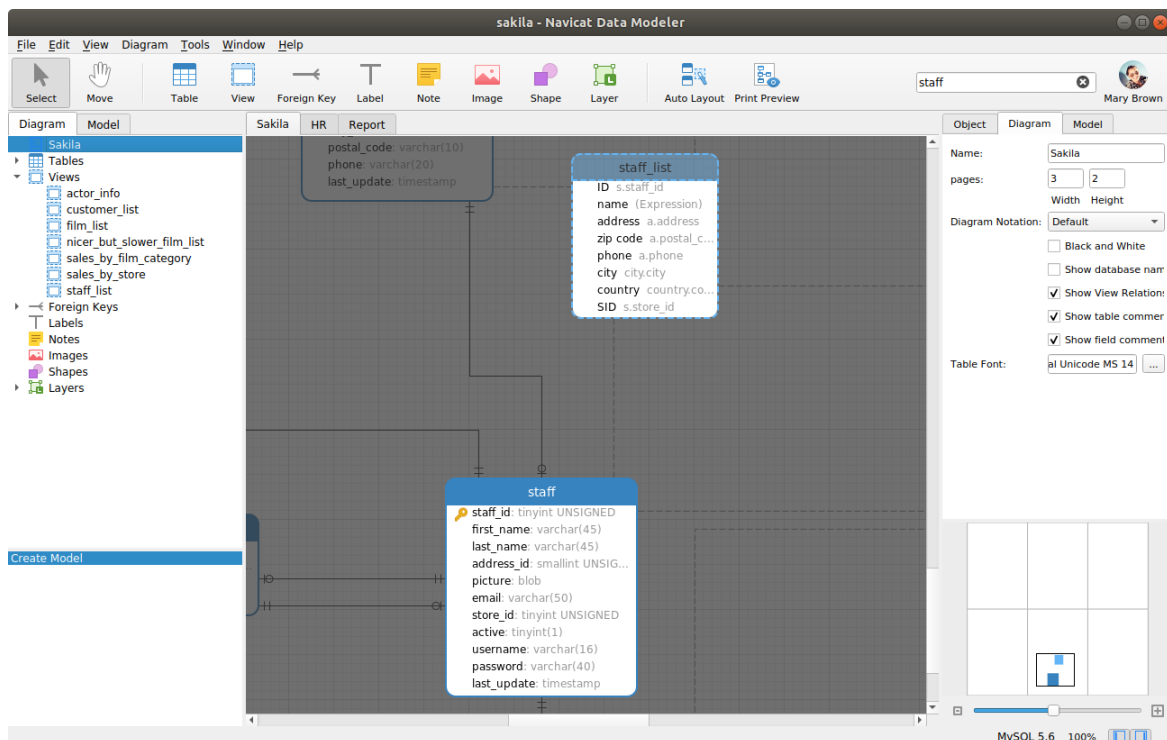 sakila - Navicat Data Modeler
File Edit View Diagram Tools Window Help
Select Move Table View Foreign Key Label Note Image Shape Layer Auto Layout Print Preview
staff
Mary Brown
Diagram Model
Sakila
Tables
Views
actor_info
customer_list
film_list
nicer_but_slower_film_list
sales_by_film_category
sales_by_store
staff_list
Foreign Keys
Labels
Notes
Images
Shapes
Layers
Create Model
Sakila HR Report
postal_code: varchar(10)
phone: varchar(20)
last_update: timestamp
staff_list
ID s.staff_id
name (Expression)
address a.address
zip code a.postal_c...
phone a.phone
city city.city
country country.co...
SID s.store_id
staff
staff_id: tinyint UNSIGNED
first_name: varchar(45)
last_name: varchar(45)
address_id: smallint UNSIG...
picture: blob
email: varchar(50)
store_id: tinyint UNSIGNED
active: tinyint(1)
username: varchar(16)
password: varchar(40)
last_update: timestamp
Object Diagram Model
Name: Sakila
pages: 3 2
Width Height
Diagram Notation: Default
Black and White
Show database nam
Show View Relation
Show table commer
Show field comment
Table Font: al Unicode MS 14 ...
MySQL 5.6 100%